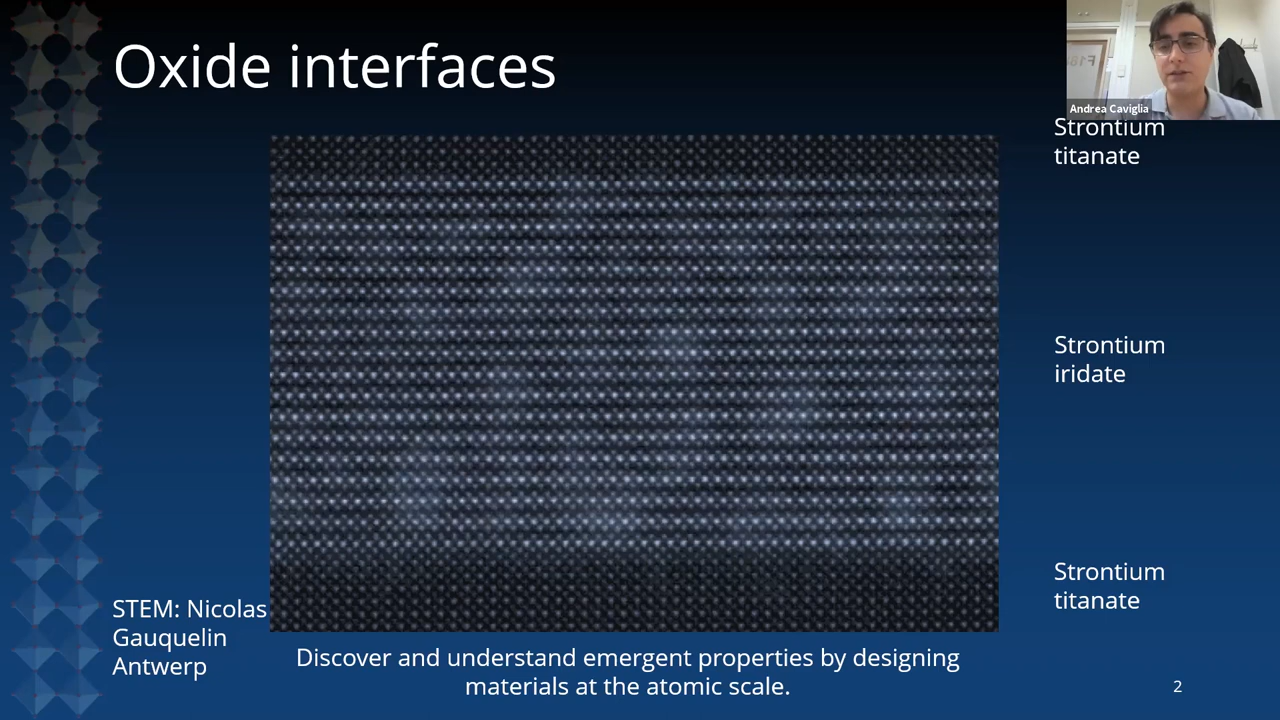 Oxide interfaces
Andrea Caviglia
Strontium
titanate
Strontium
iridate
Strontium
titanate
STEM: Nicolas
Gauquelin
Antwerp
Discover and understand emergent properties by designing
materials at the atomic scale.
2